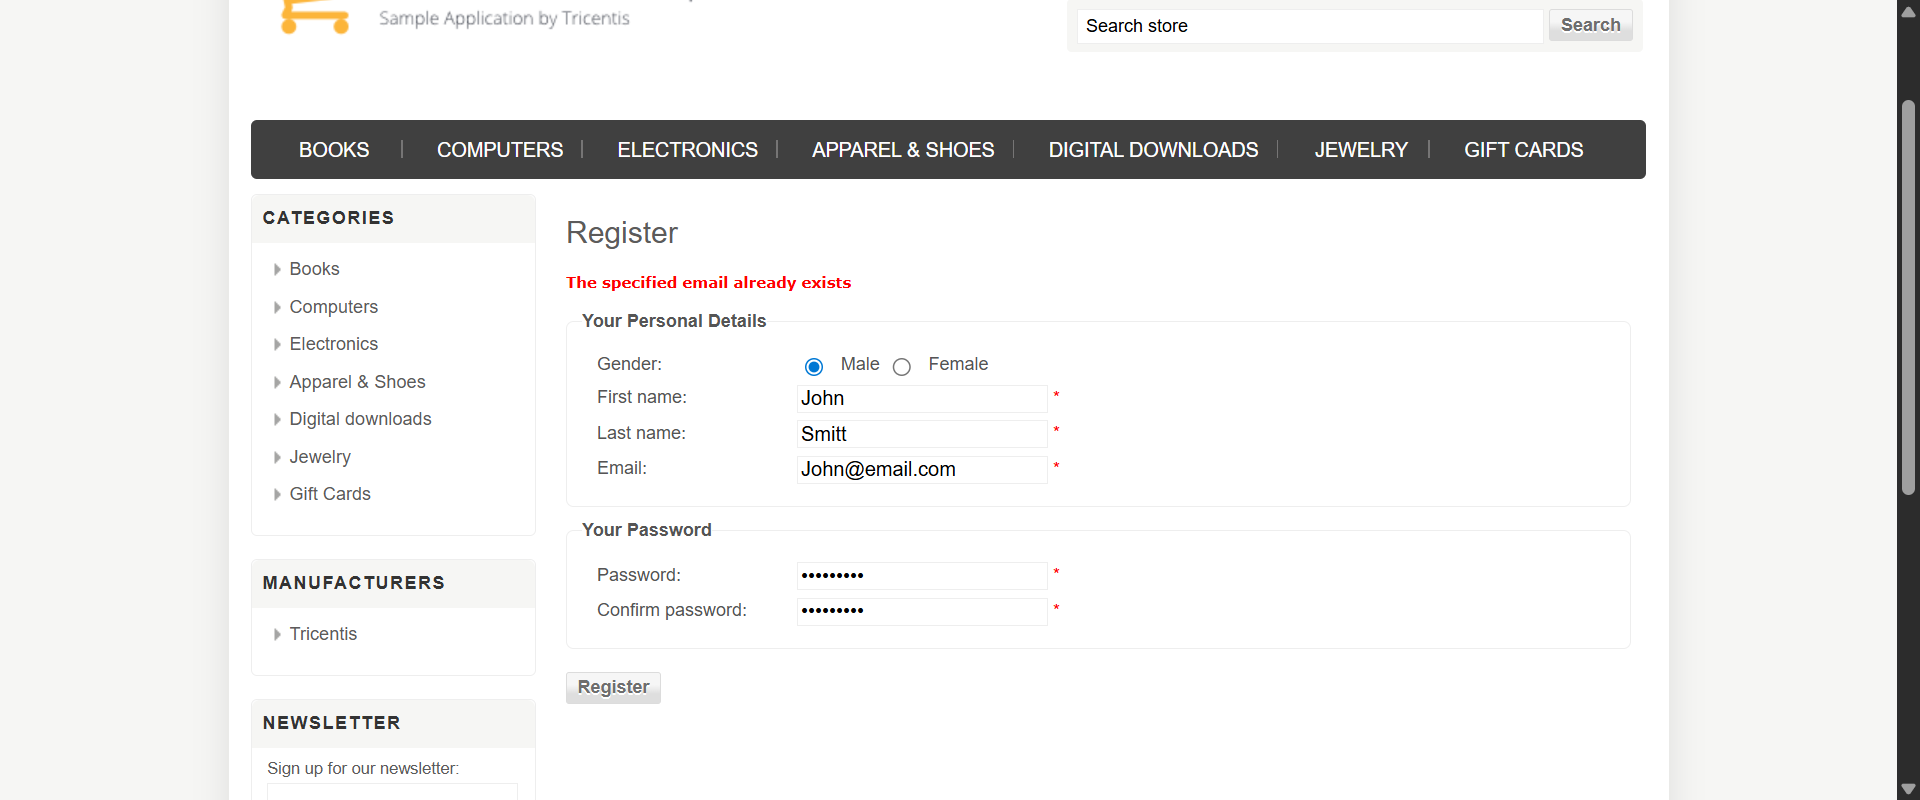 Sample Application by Tricentis
Search store
Search
BOOKS
COMPUTERS
ELECTRONICS
APPAREL & SHOES
DIGITAL DOWNLOADS
JEWELRY
GIFT CARDS
CATEGORIES
Books
Computers
Electronics
Apparel & Shoes
Digital downloads
Jewelry
Gift Cards
MANUFACTURERS
Tricentis
NEWSLETTER
Sign up for our newsletter:
Register
The specified email already exists
Your Personal Details
Gender: Male Female
First name: John *
Last name: Smitt *
Email: John@email.com *
Your Password
Password: ••••••••• *
Confirm password: ••••••••• *
Register